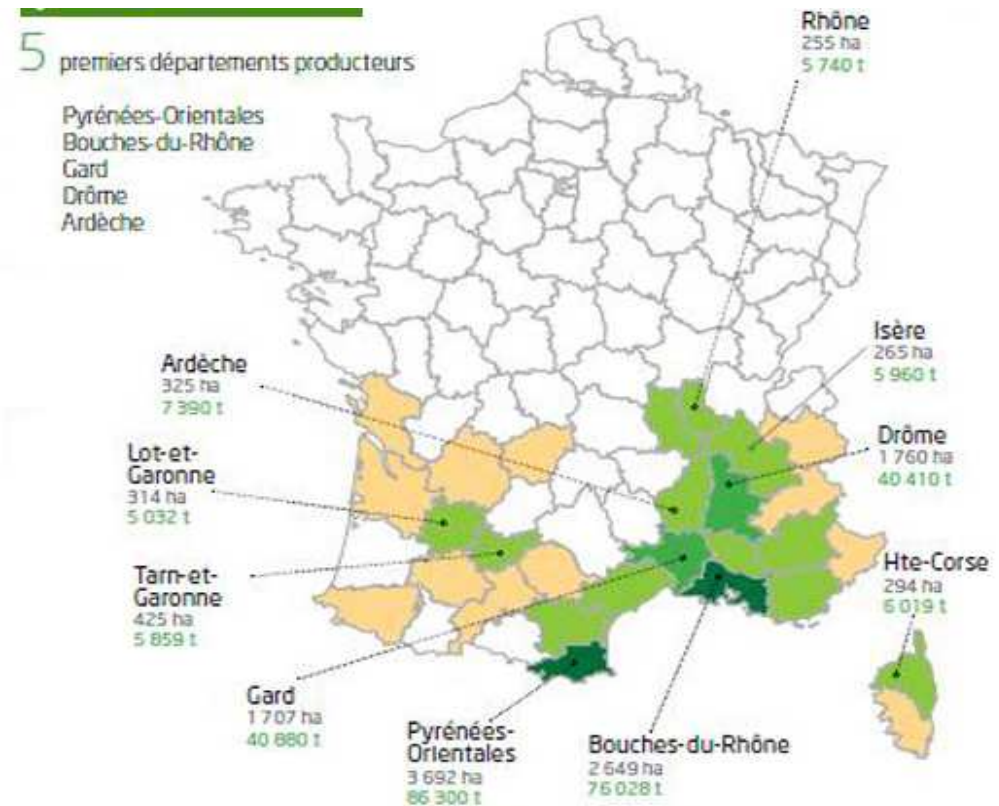 5 premiers départements producteurs
Pyrénées-Orientales
Bouches-du-Rhône
Gard
Drôme
Ardèche
Rhône
255 ha
5 740 t
Isère
265 ha
5 960 t
Ardèche
325 ha
7 390 t
Drôme
1 760 ha
40 410 t
Lot-et-
Garonne
314 ha
5 032 t
Hte-Corse
294 ha
6 019 t
Tarn-et-
Garonne
425 ha
5 859 t
Gard
1 707 ha
40 880 t
Pyrénées-
Orientales
3 692 ha
86 300 t
Bouches-du-Rhône
2 649 ha
76 028 t